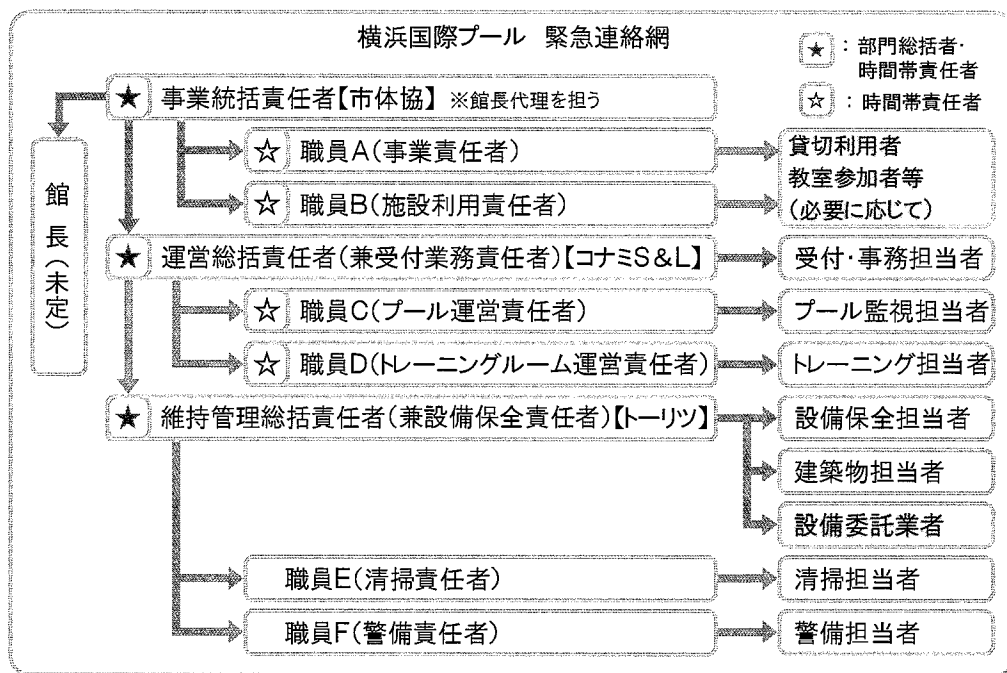 横浜国際プール 緊急連絡網
★ : 部門総括者・
時間帯責任者
☆ : 時間帯責任者
★ 事業統括責任者【市体協】 ※館長代理を担う
館長(未定)
☆ 職員A(事業責任者)
貸切利用者
教室参加者等
(必要に応じて)
☆ 職員B(施設利用責任者)
★ 運営総括責任者(兼受付業務責任者)【コナミS&L】
受付・事務担当者
☆ 職員C(プール運営責任者)
プール監視担当者
☆ 職員D(トレーニングルーム運営責任者)
トレーニング担当者
★ 維持管理総括責任者(兼設備保全責任者)【トーリツ】
設備保全担当者
建築物担当者
設備委託業者
職員E(清掃責任者)
清掃担当者
職員F(警備責任者)
警備担当者